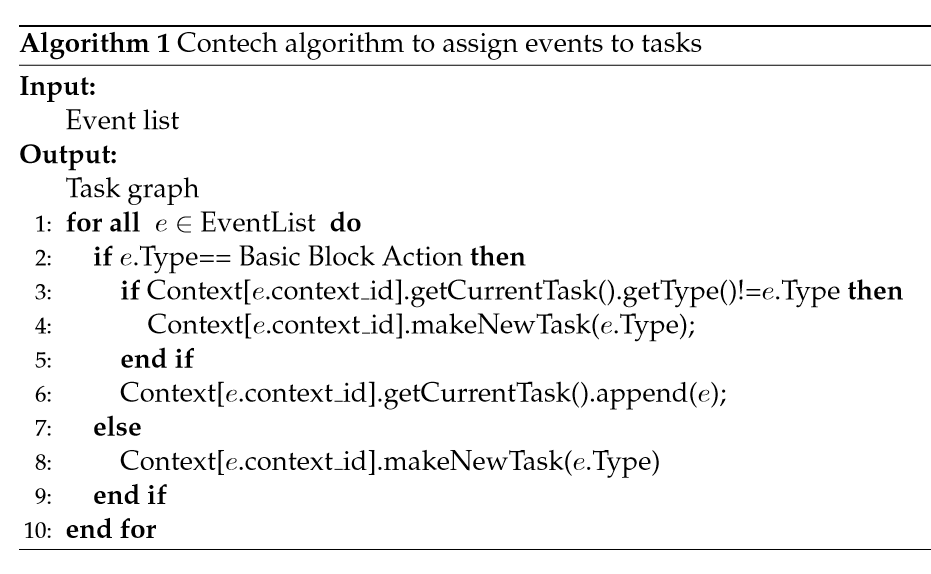 Algorithm 1 Contech algorithm to assign events to tasks
Input:
Event list
Output:
Task graph
1: for all e ∈ EventList do
2: if e.Type== Basic Block Action then
3: if Context[e.context_id].getCurrentTask().getType()!=e.Type then
4: Context[e.context_id].makeNewTask(e.Type);
5: end if
6: Context[e.context_id].getCurrentTask().append(e);
7: else
8: Context[e.context_id].makeNewTask(e.Type)
9: end if
10: end for